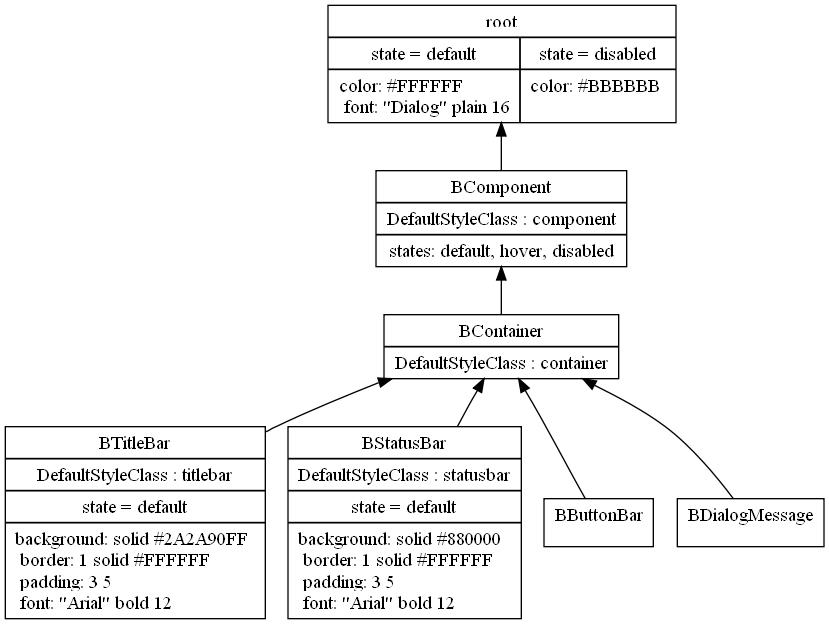 root
state = default
state = disabled
color: #FFFFFF
font: "Dialog" plain 16
color: #BBBBBB
BComponent
DefaultStyleClass : component
states: default, hover, disabled
BContainer
DefaultStyleClass : container
BTitleBar
DefaultStyleClass : titlebar
state = default
background: solid #2A2A90FF
border: 1 solid #FFFFFF
padding: 3 5
font: "Arial" bold 12
BStatusBar
DefaultStyleClass : statusbar
state = default
background: solid #880000
border: 1 solid #FFFFFF
padding: 3 5
font: "Arial" bold 12
BButtonBar
BDialogMessage